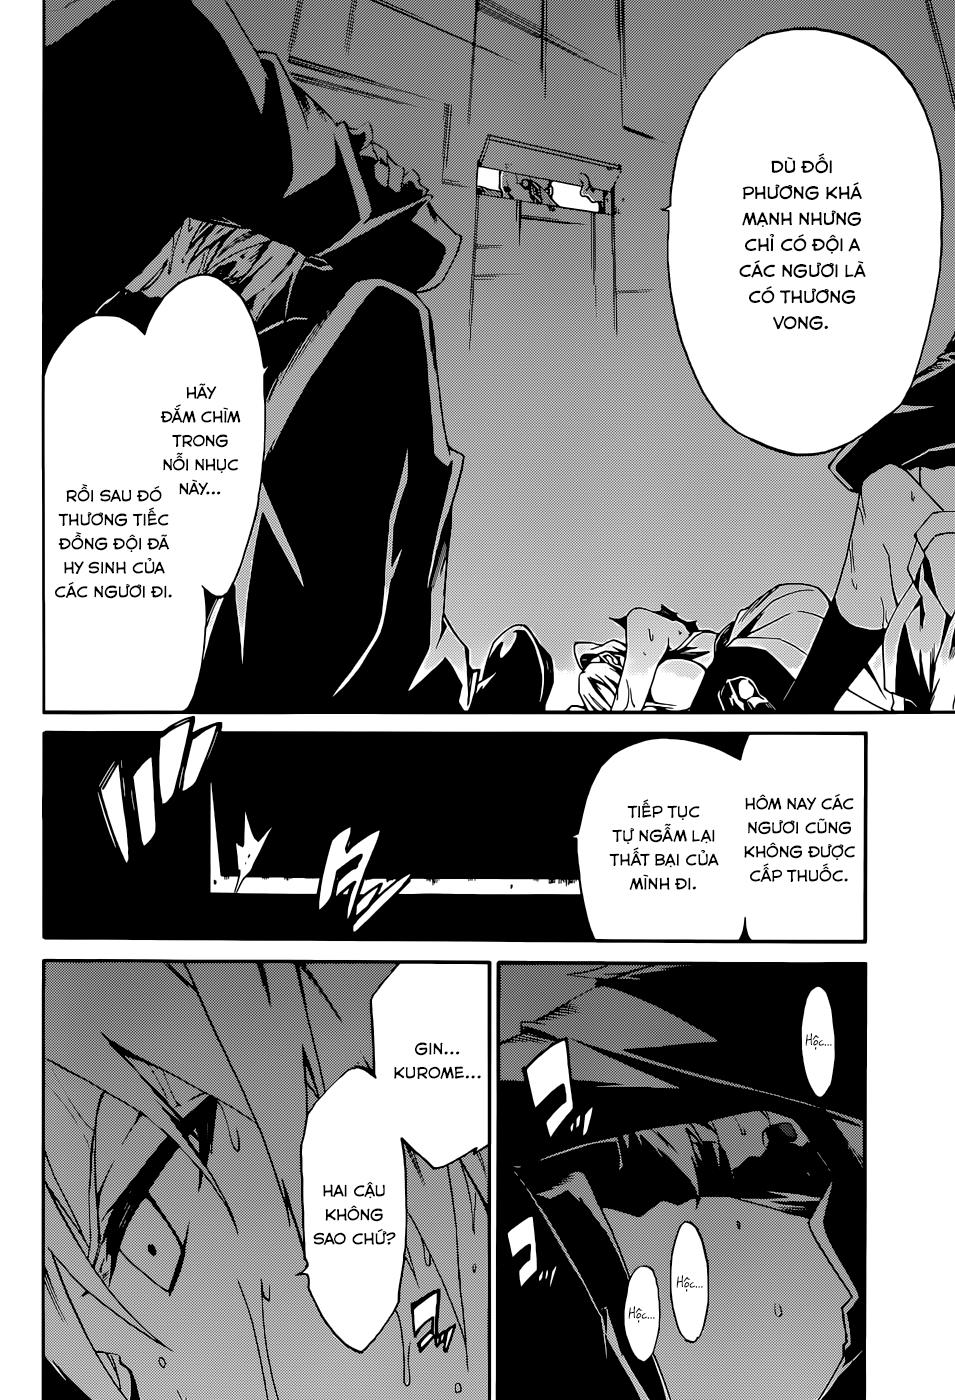 DÙ ĐỐI
PHƯƠNG KHÁ
MẠNH NHƯNG
CHỈ CÓ ĐỘI A
CÁC NGƯƠI LÀ
CÓ THƯƠNG
VONG.
HÃY
ĐẮM CHÌM
TRONG
NỖI NHỤC
NÀY...
RỒI SAU ĐÓ
THƯƠNG TIẾC
ĐỒNG ĐỘI ĐÃ
HY SINH CỦA
CÁC NGƯƠI ĐI.
HÔM NAY CÁC
NGƯƠI CŨNG
KHÔNG ĐƯỢC
CẤP THUỐC.
TIẾP TỤC
TỰ NGẪM LẠI
THẤT BẠI CỦA
MÌNH ĐI.
Hộc...
Hộc...
Hộc...
GIN...
KUROME...
HAI CẬU
KHÔNG
SAO CHỨ?